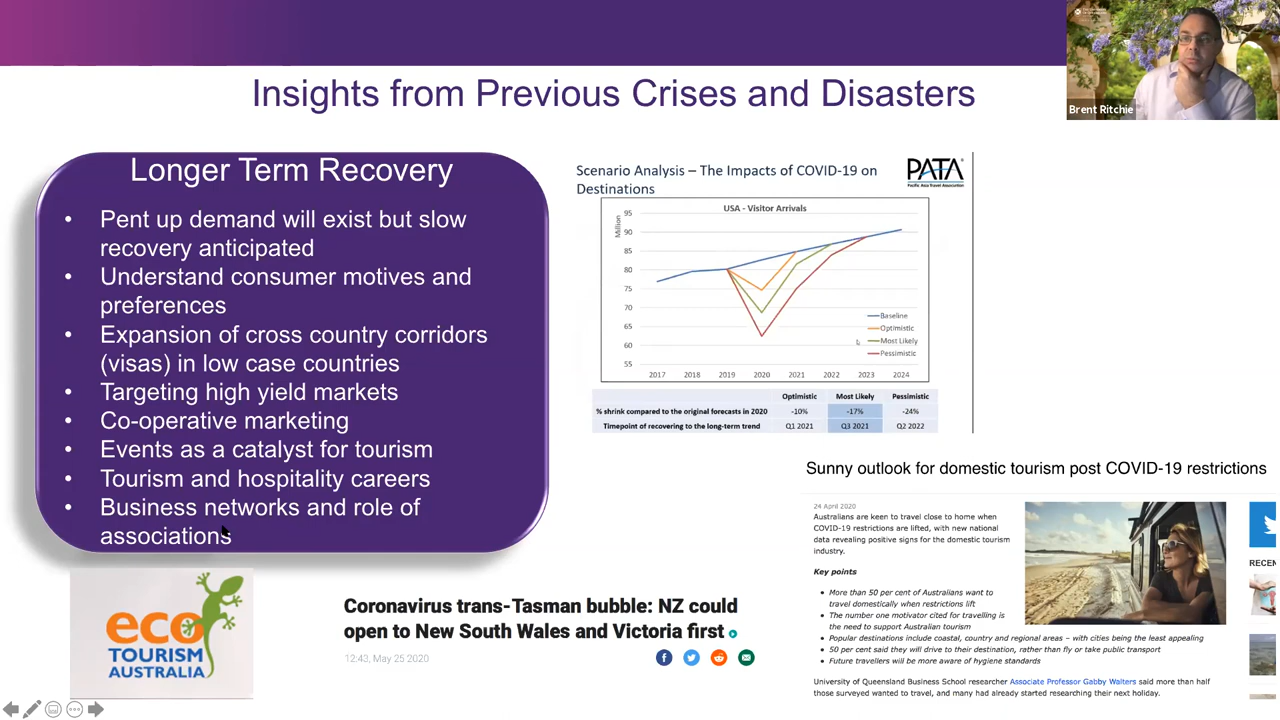 Insights from Previous Crises and Disasters
Brent Ritchie
Longer Term Recovery
• Pent up demand will exist but slow
recovery anticipated
• Understand consumer motives and
preferences
• Expansion of cross country corridors
(visas) in low case countries
• Targeting high yield markets
• Co-operative marketing
• Events as a catalyst for tourism
• Tourism and hospitality careers
• Business networks and role of
associations
Scenario Analysis – The Impacts of COVID-19 on
Destinations
PATA
Pacific Asia Travel Association
USA - Visitor Arrivals
Million
95
90
85
80
75
70
65
60
55
Baseline
Optimistic
Most Likely
Pessimistic
2017 2018 2019 2020 2021 2022 2023 2024
Optimistic Most Likely Pessimistic
% shrink compared to the original forecasts in 2020 -10% -17% -24%
Timepoint of recovering to the long-term trend Q1 2021 Q3 2021 Q2 2022
Sunny outlook for domestic tourism post COVID-19 restrictions
24 April 2020
Australians are keen to travel close to home when
COVID-19 restrictions are lifted, with new national
data revealing positive signs for the domestic tourism
industry.
Key points
• More than 50 per cent of Australians want to
travel domestically when restrictions lift
• The number one motivator cited for travelling is
the need to support Australian tourism
• Popular destinations include coastal, country and regional areas – with cities being the least appealing
• 50 per cent said they will drive to their destination, rather than fly or take public transport
• Future travellers will be more aware of hygiene standards
University of Queensland Business School researcher Associate Professor Gabby Walters said more than half
those surveyed wanted to travel, and many had already started researching their next holiday.
RECEN
eco
TOURISM
AUSTRALIA
Coronavirus trans-Tasman bubble: NZ could
open to New South Wales and Victoria first
12:43, May 25 2020